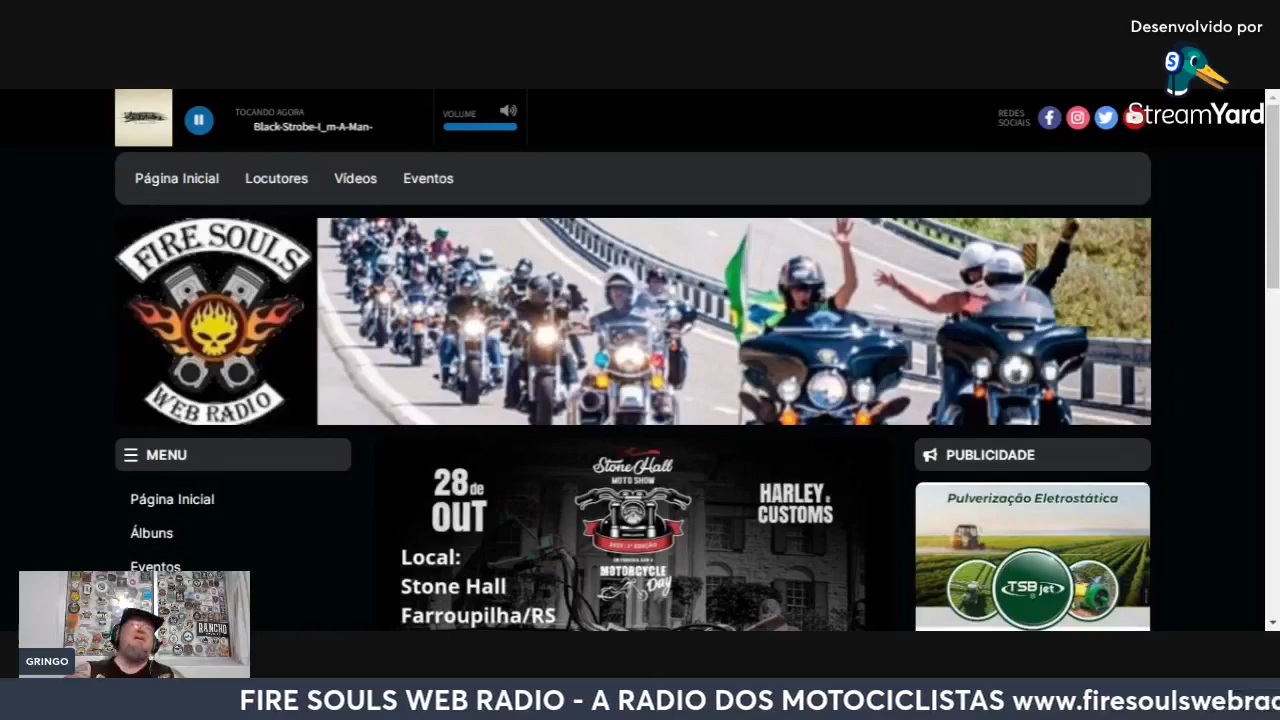 Desenvolvido por
StreamYard
TOCANDO AGORA
Black-Strobe-I_m-A-Man-
VOLUME
REDES
SOCIAIS
Página Inicial
Locutores
Vídeos
Eventos
FIRE SOULS
WEB RADIO
MENU
Página Inicial
Álbuns
Eventos
28 de
OUT
Local:
Stone Hall
Farroupilha/RS
Stone Hall
MOTO SHOW
MOTORCYCLE
Day
HARLEY E
CUSTOMS
PUBLICIDADE
Pulverização Eletrostática
TSB jet
RANCHO
GRINGO
FIRE SOULS WEB RADIO - A RADIO DOS MOTOCICLISTAS www.firesoulswebrad